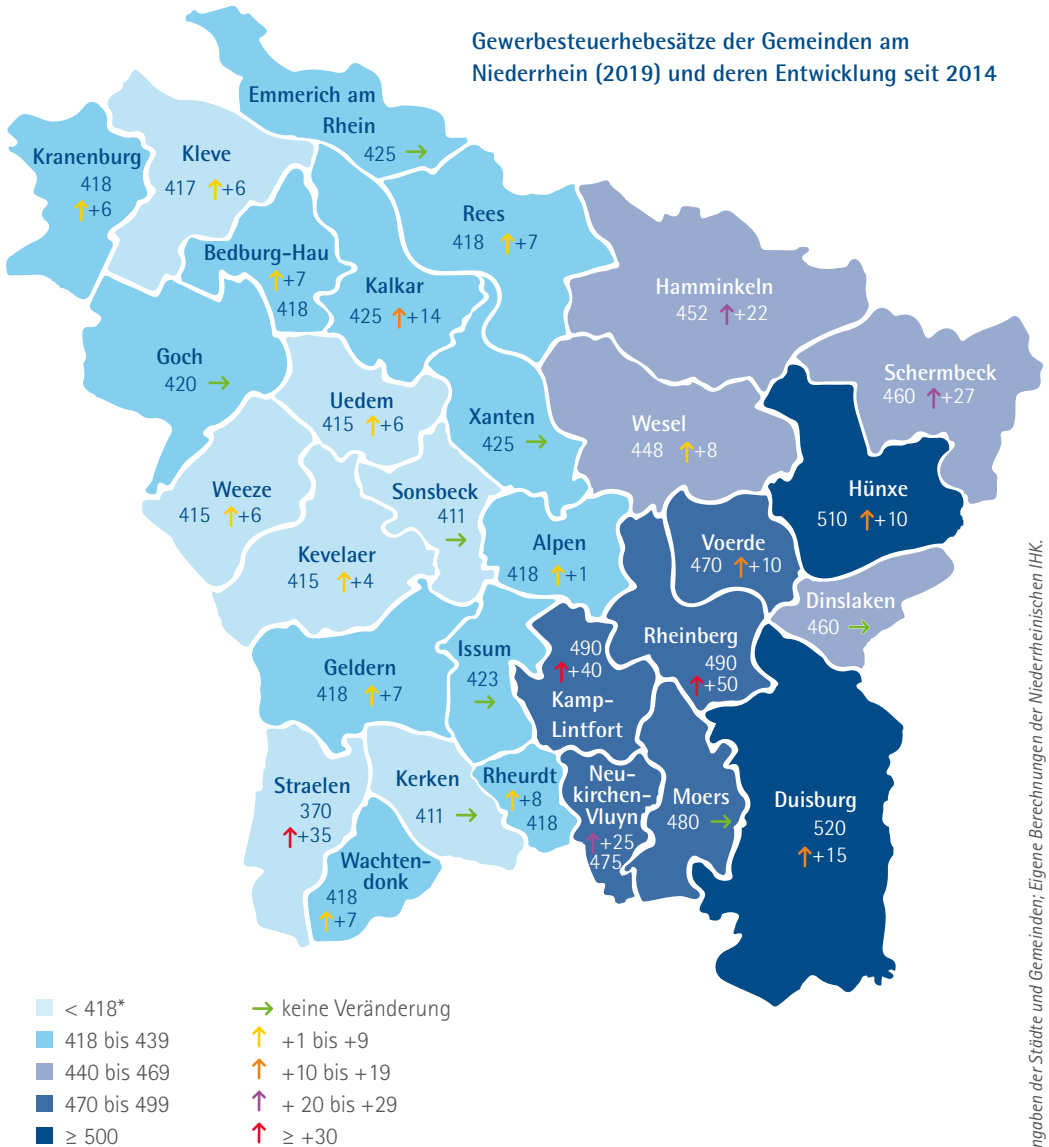 Gewerbesteuerhebesätze der Gemeinden am
Niederrhein (2019) und deren Entwicklung seit 2014
Emmerich am
Rhein
425 →
Kranenburg
418
↑+6
Kleve
417 ↑+6
Rees
418 ↑+7
Bedburg-Hau
↑+7
418
Kalkar
425 ↑+14
Hamminkeln
452 ↑+22
Goch
420 →
Schermbeck
460 ↑+27
Uedem
415 ↑+6
Xanten
425 →
Wesel
448 ↑+8
Weeze
415 ↑+6
Sonsbeck
411
→
Hünxe
510 ↑+10
Kevelaer
415 ↑+4
Alpen
418 ↑+1
Voerde
470 ↑+10
Dinslaken
460 →
Geldern
418 ↑+7
Issum
423
→
490
↑+40
Kamp-
Lintfort
Rheinberg
490
↑+50
Straelen
370
↑+35
Kerken
411 →
Rheurdt
↑+8
418
Neu-
kirchen-
Vluyn
↑+25
475
Moers
480 →
Duisburg
520
↑+15
Wachten-
donk
418
↑+7
< 418*
418 bis 439
440 bis 469
470 bis 499
≥ 500
→ keine Veränderung
↑ +1 bis +9
↑ +10 bis +19
↑ + 20 bis +29
↑ ≥ +30
der Städte und Gemeinden; Eigene Berechnungen der Niederrheinischen IHK.